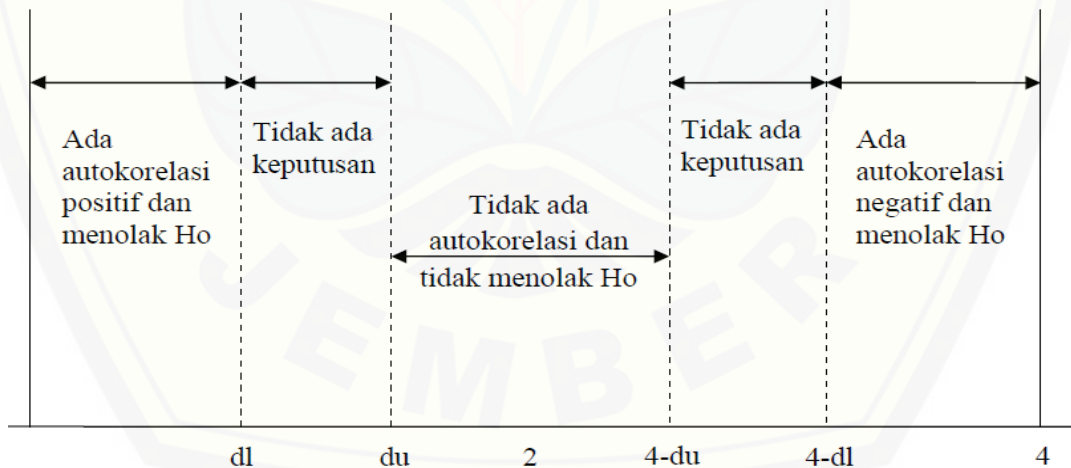 Ada
autokorelasi
positif dan
menolak Ho
Tidak ada
keputusan
Tidak ada
autokorelasi dan
tidak menolak Ho
Tidak ada
keputusan
Ada
autokorelasi
negatif dan
menolak Ho
dl du 2 4-du 4-dl 4
JEMBER